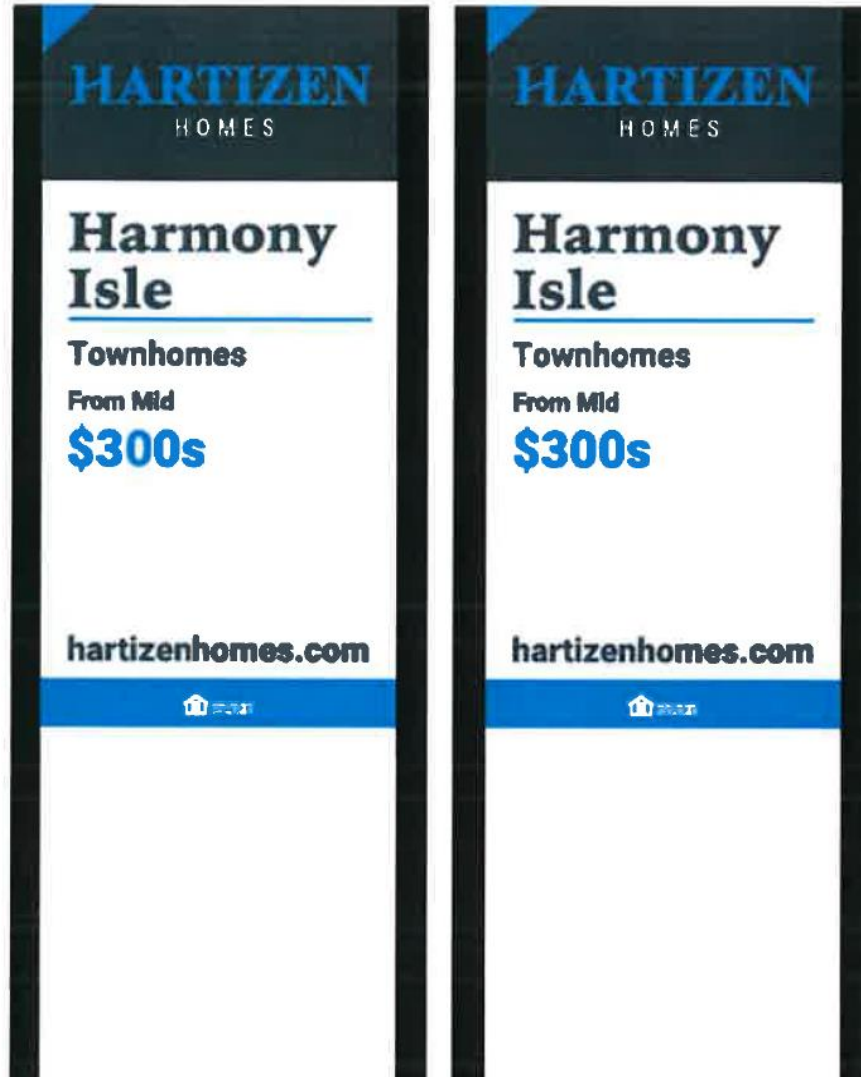 HARTIZEN
HOMES
Harmony
Isle
Townhomes
From Mid
$300s
hartizenhomes.com
HARTIZEN
HOMES
Harmony
Isle
Townhomes
From Mid
$300s
hartizenhomes.com